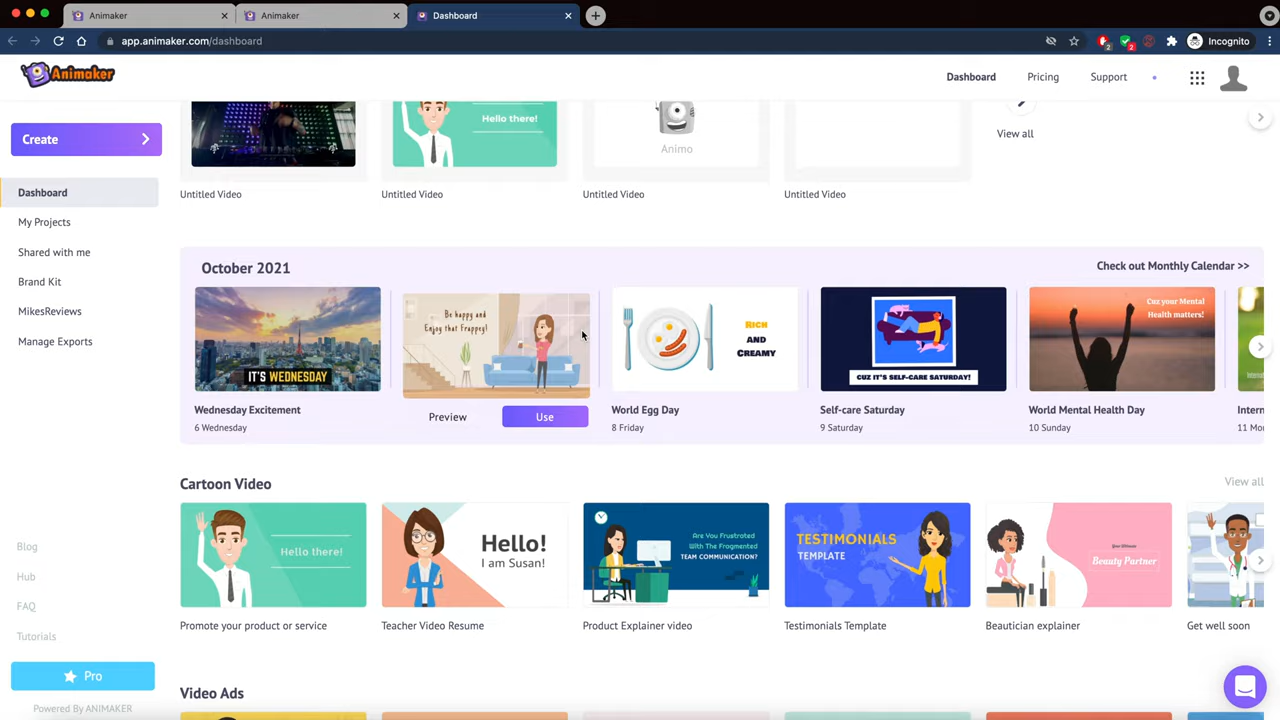 Animaker
Animaker
Dashboard
app.animaker.com/dashboard
2
2
Incognito
Animaker
Dashboard
Pricing
Support
Create
Dashboard
My Projects
Shared with me
Brand Kit
MikesReviews
Manage Exports
Blog
Hub
FAQ
Tutorials
Pro
Powered By ANIMAKER
Hello there!
Animo
View all
Untitled Video
Untitled Video
Untitled Video
Untitled Video
October 2021
Check out Monthly Calendar >>
IT'S WEDNESDAY
Be happy and
Enjoy that Frappy!
RICH
AND
CREAMY
CUZ IT'S SELF-CARE SATURDAY!
Cuz your Mental
Health matters!
Wednesday Excitement
6 Wednesday
Preview
Use
World Egg Day
8 Friday
Self-care Saturday
9 Saturday
World Mental Health Day
10 Sunday
Intern
11 Mo
Cartoon Video
View all
Hello there!
Hello!
I am Susan!
Are You Frustrated
With The Fragmented
TEAM COMMUNICATION?
TESTIMONIALS
TEMPLATE
Your Ultimate
Beauty Partner
Promote your product or service
Teacher Video Resume
Product Explainer video
Testimonials Template
Beautician explainer
Get well soon
Video Ads